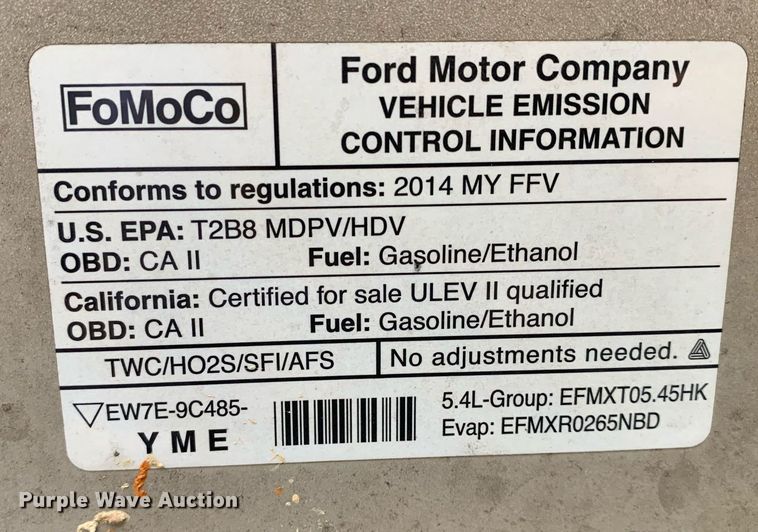 FoMoCo
Ford Motor Company
VEHICLE EMISSION
CONTROL INFORMATION
Conforms to regulations: 2014 MY FFV
U.S. EPA: T2B8 MDPV/HDV
OBD: CA II Fuel: Gasoline/Ethanol
California: Certified for sale ULEV II qualified
OBD: CA II Fuel: Gasoline/Ethanol
TWC/HO2S/SFI/AFS No adjustments needed.
EW7E-9C485-
YME
5.4L-Group: EFMXT05.45HK
Evap: EFMXR0265NBD
Purple Wave Auction